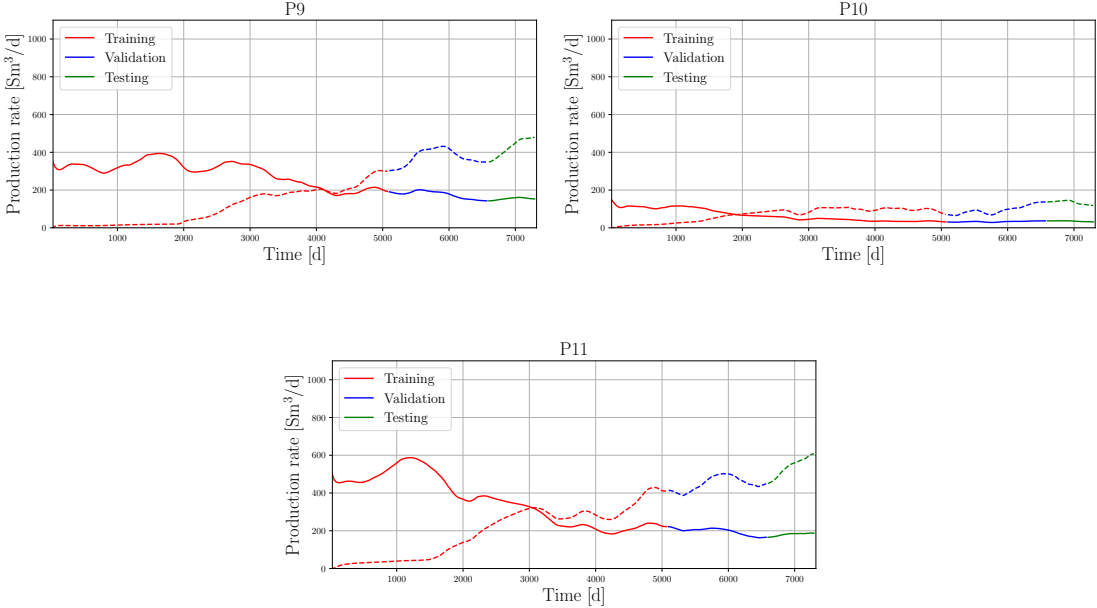 P9
Production rate [Sm³/d]
1000
800
600
400
200
0
Training
Validation
Testing
1000 2000 3000 4000 5000 6000 7000
Time [d]
P10
Production rate [Sm³/d]
1000
800
600
400
200
0
Training
Validation
Testing
1000 2000 3000 4000 5000 6000 7000
Time [d]
P11
Production rate [Sm³/d]
1000
800
600
400
200
0
Training
Validation
Testing
1000 2000 3000 4000 5000 6000 7000
Time [d]